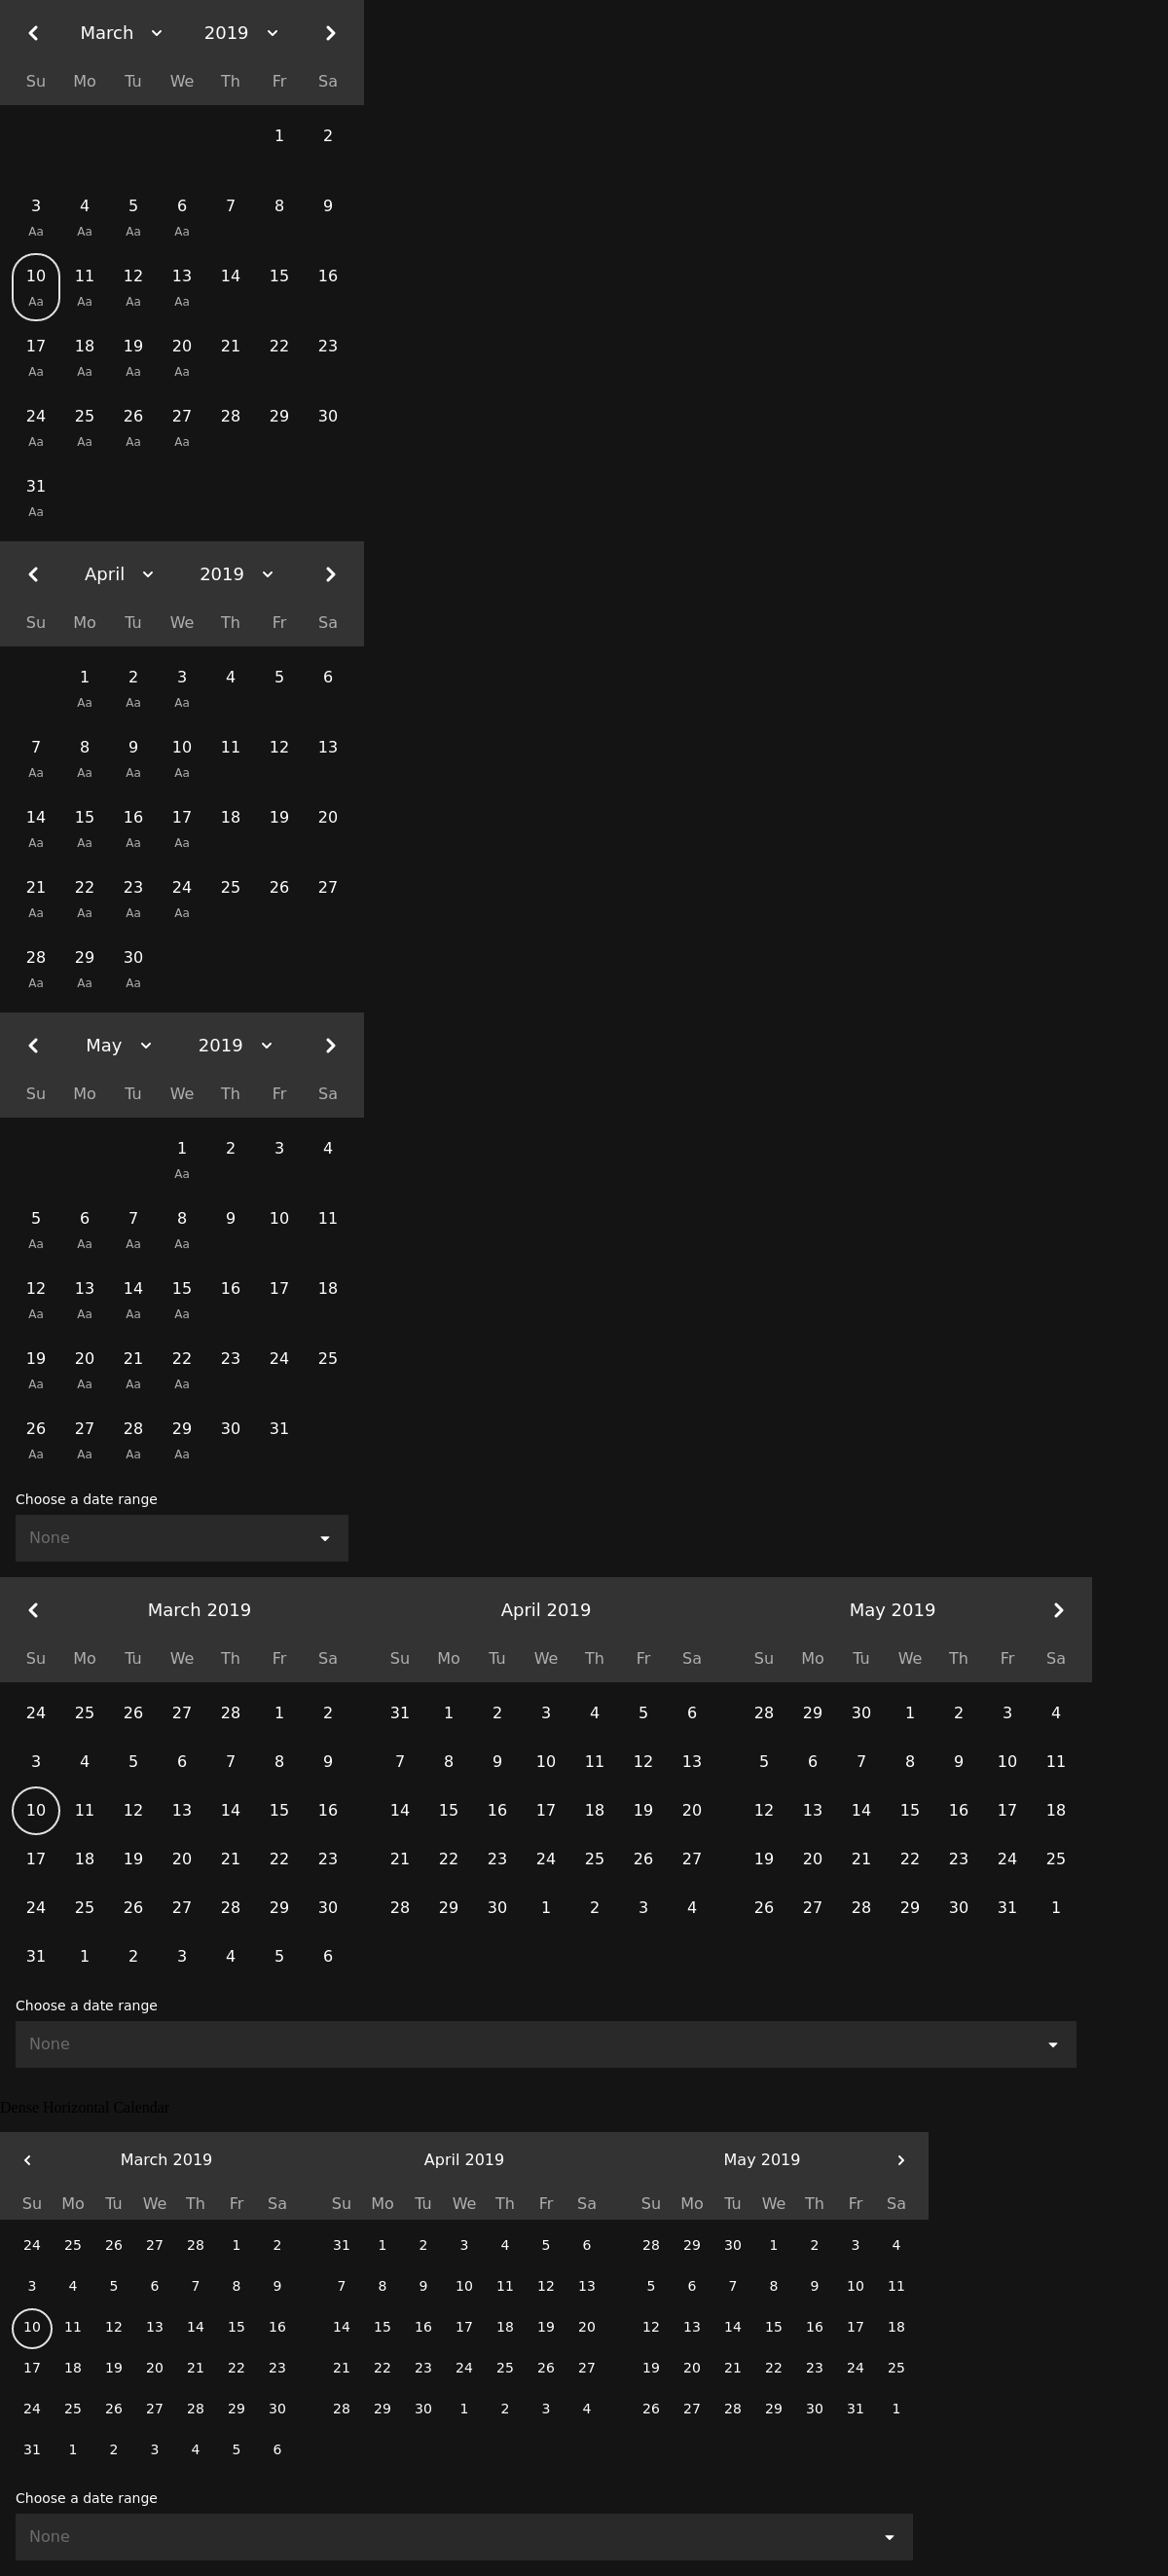 March 2019
Su Mo Tu We Th Fr Sa
1 2
3 4 5 6 7 8 9
Aa Aa Aa Aa
10 11 12 13 14 15 16
Aa Aa Aa Aa
17 18 19 20 21 22 23
Aa Aa Aa Aa
24 25 26 27 28 29 30
Aa Aa Aa Aa
31
Aa
April 2019
Su Mo Tu We Th Fr Sa
1 2 3 4 5 6
Aa Aa Aa
7 8 9 10 11 12 13
Aa Aa Aa Aa
14 15 16 17 18 19 20
Aa Aa Aa Aa
21 22 23 24 25 26 27
Aa Aa Aa Aa
28 29 30
Aa Aa Aa
May 2019
Su Mo Tu We Th Fr Sa
1 2 3 4
Aa
5 6 7 8 9 10 11
Aa Aa Aa Aa
12 13 14 15 16 17 18
Aa Aa Aa Aa
19 20 21 22 23 24 25
Aa Aa Aa Aa
26 27 28 29 30 31
Aa Aa Aa Aa
Choose a date range
None
March 2019 April 2019 May 2019
Su Mo Tu We Th Fr Sa Su Mo Tu We Th Fr Sa Su Mo Tu We Th Fr Sa
24 25 26 27 28 1 2 31 1 2 3 4 5 6 28 29 30 1 2 3 4
3 4 5 6 7 8 9 7 8 9 10 11 12 13 5 6 7 8 9 10 11
10 11 12 13 14 15 16 14 15 16 17 18 19 20 12 13 14 15 16 17 18
17 18 19 20 21 22 23 21 22 23 24 25 26 27 19 20 21 22 23 24 25
24 25 26 27 28 29 30 28 29 30 1 2 3 4 26 27 28 29 30 31 1
31 1 2 3 4 5 6
Choose a date range
None
Dense Horizontal Calendar
March 2019 April 2019 May 2019
Su Mo Tu We Th Fr Sa Su Mo Tu We Th Fr Sa Su Mo Tu We Th Fr Sa
24 25 26 27 28 1 2 31 1 2 3 4 5 6 28 29 30 1 2 3 4
3 4 5 6 7 8 9 7 8 9 10 11 12 13 5 6 7 8 9 10 11
10 11 12 13 14 15 16 14 15 16 17 18 19 20 12 13 14 15 16 17 18
17 18 19 20 21 22 23 21 22 23 24 25 26 27 19 20 21 22 23 24 25
24 25 26 27 28 29 30 28 29 30 1 2 3 4 26 27 28 29 30 31 1
31 1 2 3 4 5 6
Choose a date range
None